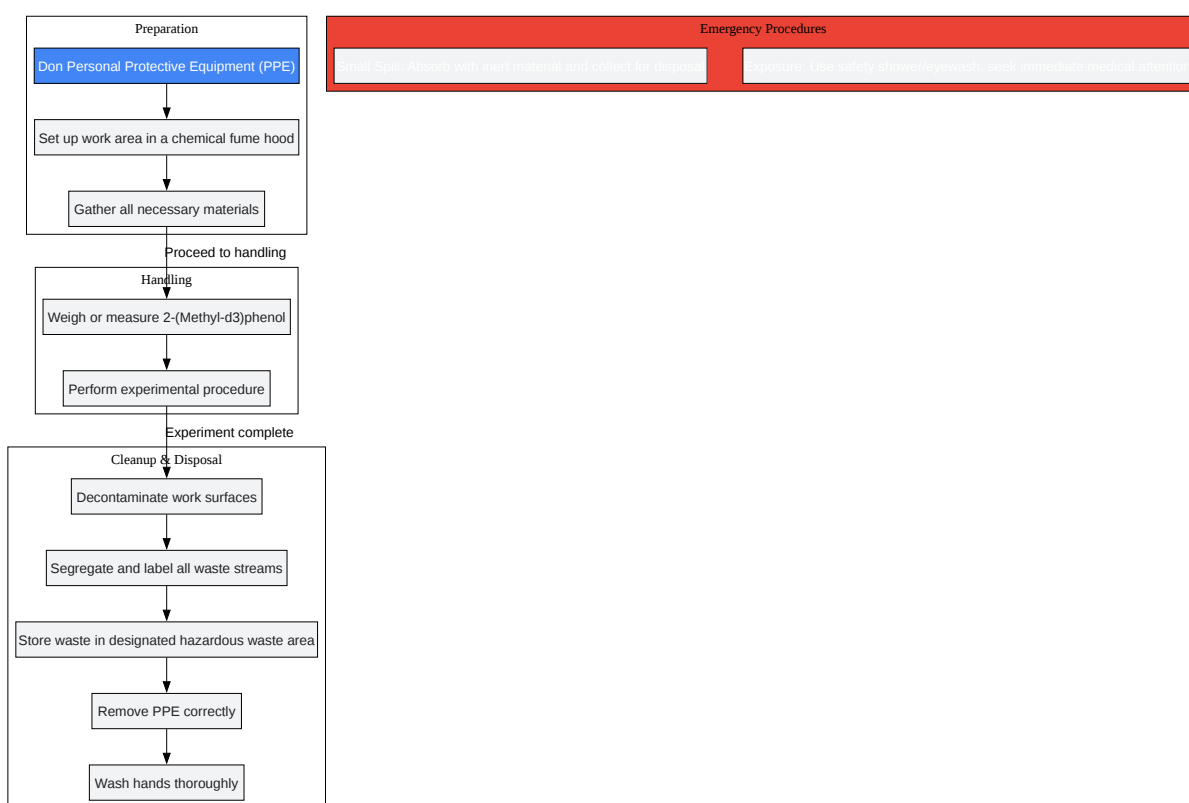 Preparation
Don Personal Protective Equipment (PPE)
Set up work area in a chemical fume hood
Gather all necessary materials
Proceed to handling
Handling
Weigh or measure 2-(Methyl-d3)phenol
Perform experimental procedure
Experiment complete
Cleanup & Disposal
Decontaminate work surfaces
Segregate and label all waste streams
Store waste in designated hazardous waste area
Remove PPE correctly
Wash hands thoroughly
Emergency Procedures
Small Spill: Absorb with inert material and collect for disposal
Exposure: Use safety shower/eyewash, seek immediate medical attention